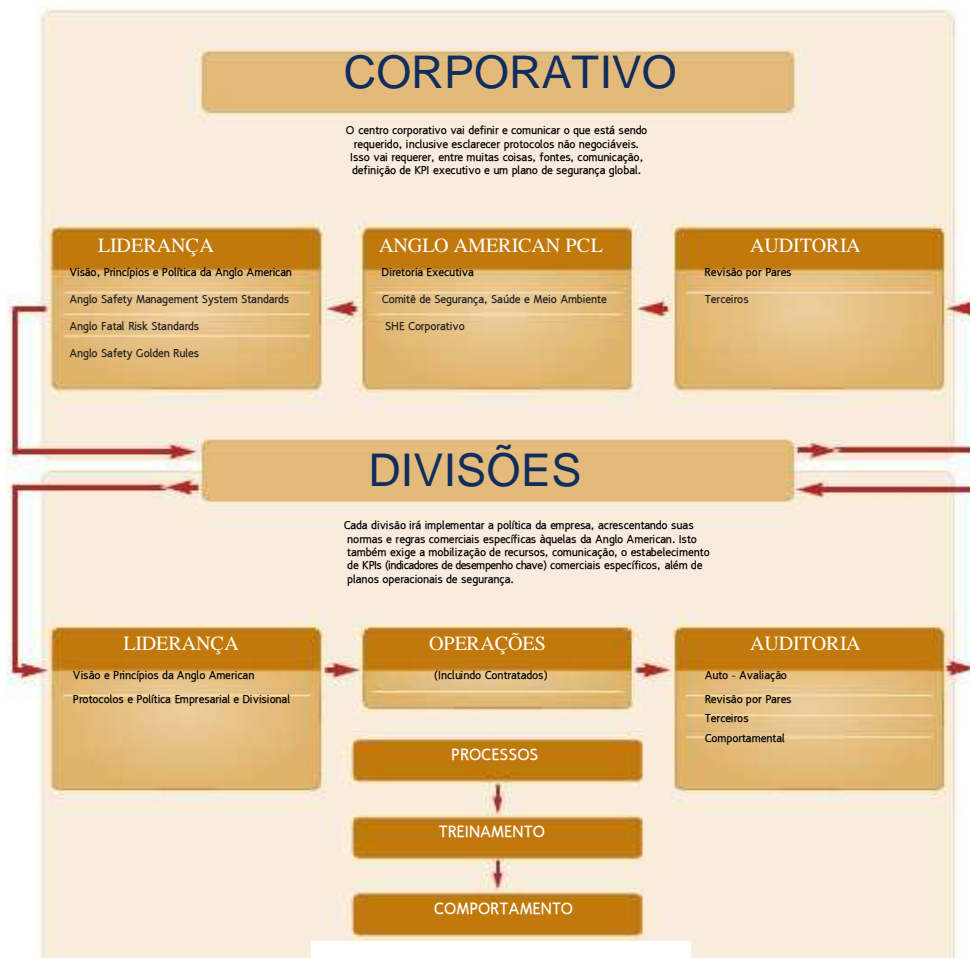 CORPORATIVO
O centro corporativo vai definir e comunicar o que está sendo
requerido, inclusive esclarecer protocolos não negociáveis.
Isso vai requerer, entre muitas coisas, fontes, comunicação,
definição de KPI executivo e um plano de segurança global.
LIDERANÇA
Visão, Princípios e Política da Anglo American
Anglo Safety Management System Standards
Anglo Fatal Risk Standards
Anglo Safety Golden Rules
ANGLO AMERICAN PCL
Diretoria Executiva
Comitê de Segurança, Saúde e Meio Ambiente
SHE Corporativo
AUDITORIA
Revisão por Pares
Terceiros
DIVISÕES
Cada divisão irá implementar a política da empresa, acrescentando suas
normas e regras comerciais específicas àquelas da Anglo American. Isto
também exige a mobilização de recursos, comunicação, o estabelecimento
de KPIs (indicadores de desempenho chave) comerciais específicos, além de
planos operacionais de segurança.
LIDERANÇA
Visão e Princípios da Anglo American
Protocolos e Política Empresarial e Divisional
OPERAÇÕES
(Incluindo Contratados)
AUDITORIA
Auto - Avaliação
Revisão por Pares
Terceiros
Comportamental
PROCESSOS
TREINAMENTO
COMPORTAMENTO